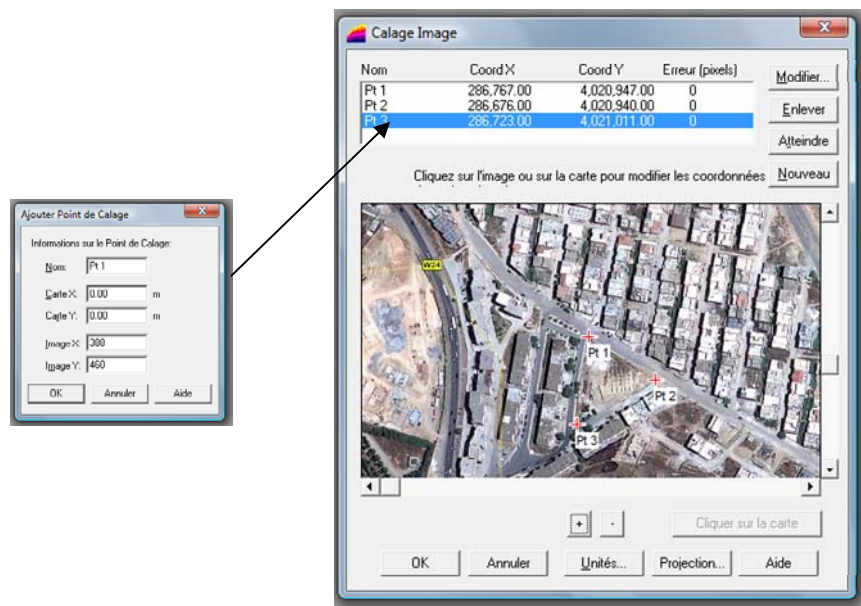 Ajouter Point de Calage
Informations sur le Point de Calage:
Nom: Pt 1
Carte X: 0.00 m
Carte Y: 0.00 m
Image X: 388
Image Y: 460
OK Annuler Aide
Calage Image
Nom Coord X Coord Y Erreur (pixels)
Pt 1 286,767.00 4,020,947.00 0
Pt 2 286,676.00 4,020,940.00 0
Pt 3 286,723.00 4,021,011.00 0
Modifier...
Enlever
Atteindre
Nouveau
Cliquez sur l'image ou sur la carte pour modifier les coordonnées
W24
Pt 1
Pt 2
Pt 3
+ -
Cliquer sur la carte
OK Annuler Unités... Projection... Aide